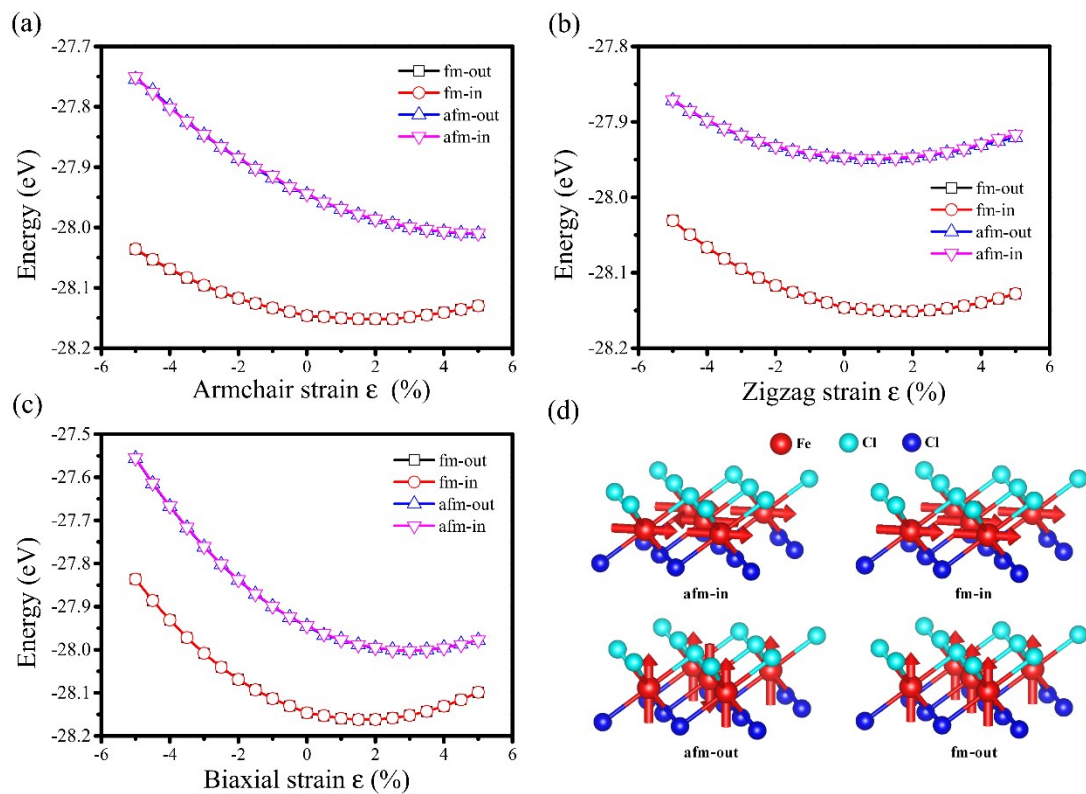 (a)
-27.7
-27.8
-27.9
-28.0
-28.1
-28.2
Energy (eV)
-6 -4 -2 0 2 4 6
Armchair strain ε (%)
fm-out
fm-in
afm-out
afm-in
(b)
-27.8
-27.9
-28.0
-28.1
-28.2
Energy (eV)
-6 -4 -2 0 2 4 6
Zigzag strain ε (%)
fm-out
fm-in
afm-out
afm-in
(c)
-27.5
-27.6
-27.7
-27.8
-27.9
-28.0
-28.1
-28.2
Energy (eV)
-6 -4 -2 0 2 4 6
Biaxial strain ε (%)
fm-out
fm-in
afm-out
afm-in
(d)
Fe Cl Cl
afm-in fm-in
afm-out fm-out